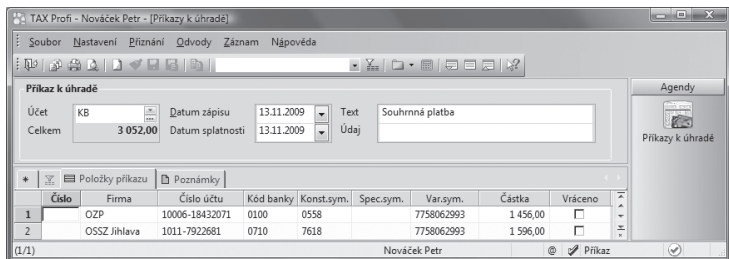 TAX Profi - Nováček Petr - [Příkazy k úhradě]
Soubor Nastavení Přiznání Odvody Záznam Nápověda
Příkaz k úhradě
Agendy
Účet KB Datum zápisu 13.11.2009 Text Souhrnná platba
Celkem 3 052,00 Datum splatnosti 13.11.2009 Údaj
Příkazy k úhradě
* Položky příkazu Poznámky
Číslo Firma Číslo účtu Kód banky Konst.sym. Spec.sym. Var.sym. Částka Vráceno
1 OZP 10006-18432071 0100 0558 7758062993 1 456,00
2 OSSZ Jihlava 1011-7922681 0710 7618 7758062993 1 596,00
(1/1) Nováček Petr @ Příkaz